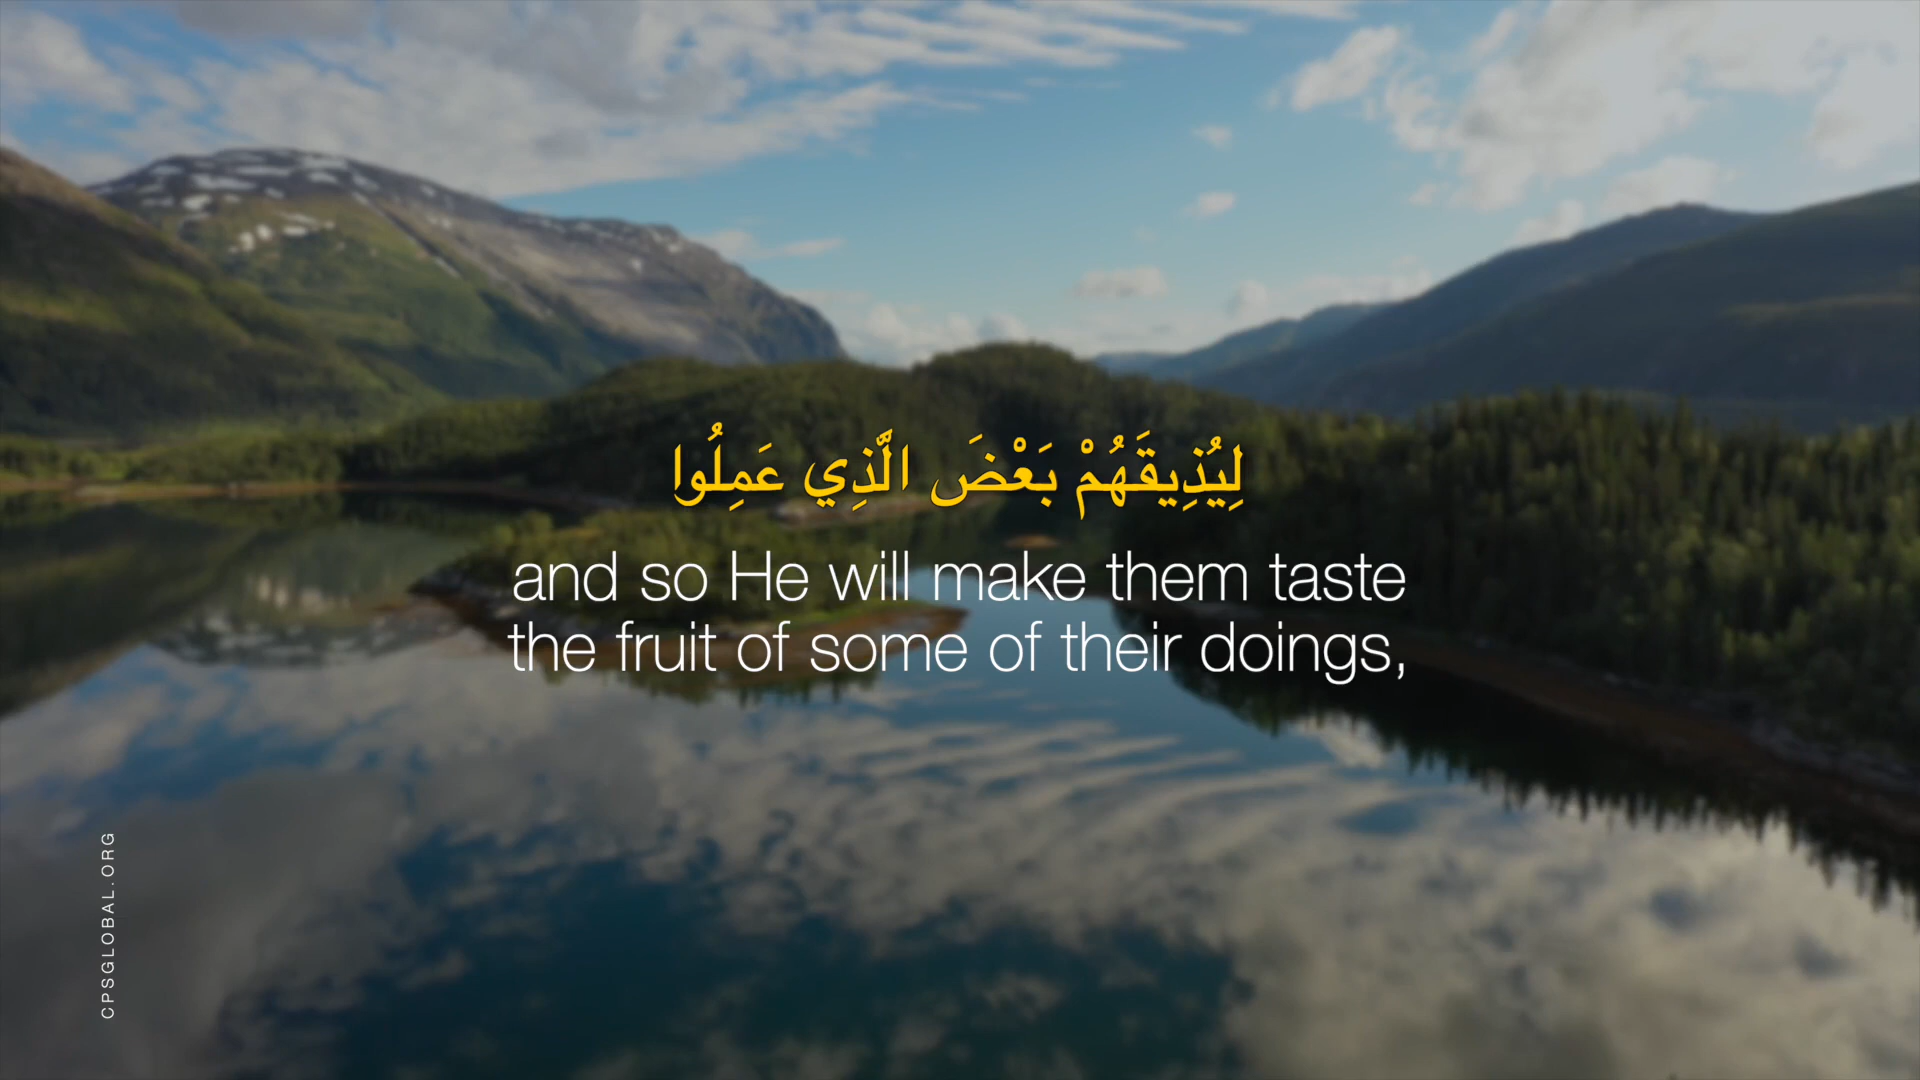 لِيُذِيقَهُمْ بَعْضَ الَّذِي عَمِلُوا
and so He will make them taste
the fruit of some of their doings,
CPSGLOBAL.ORG